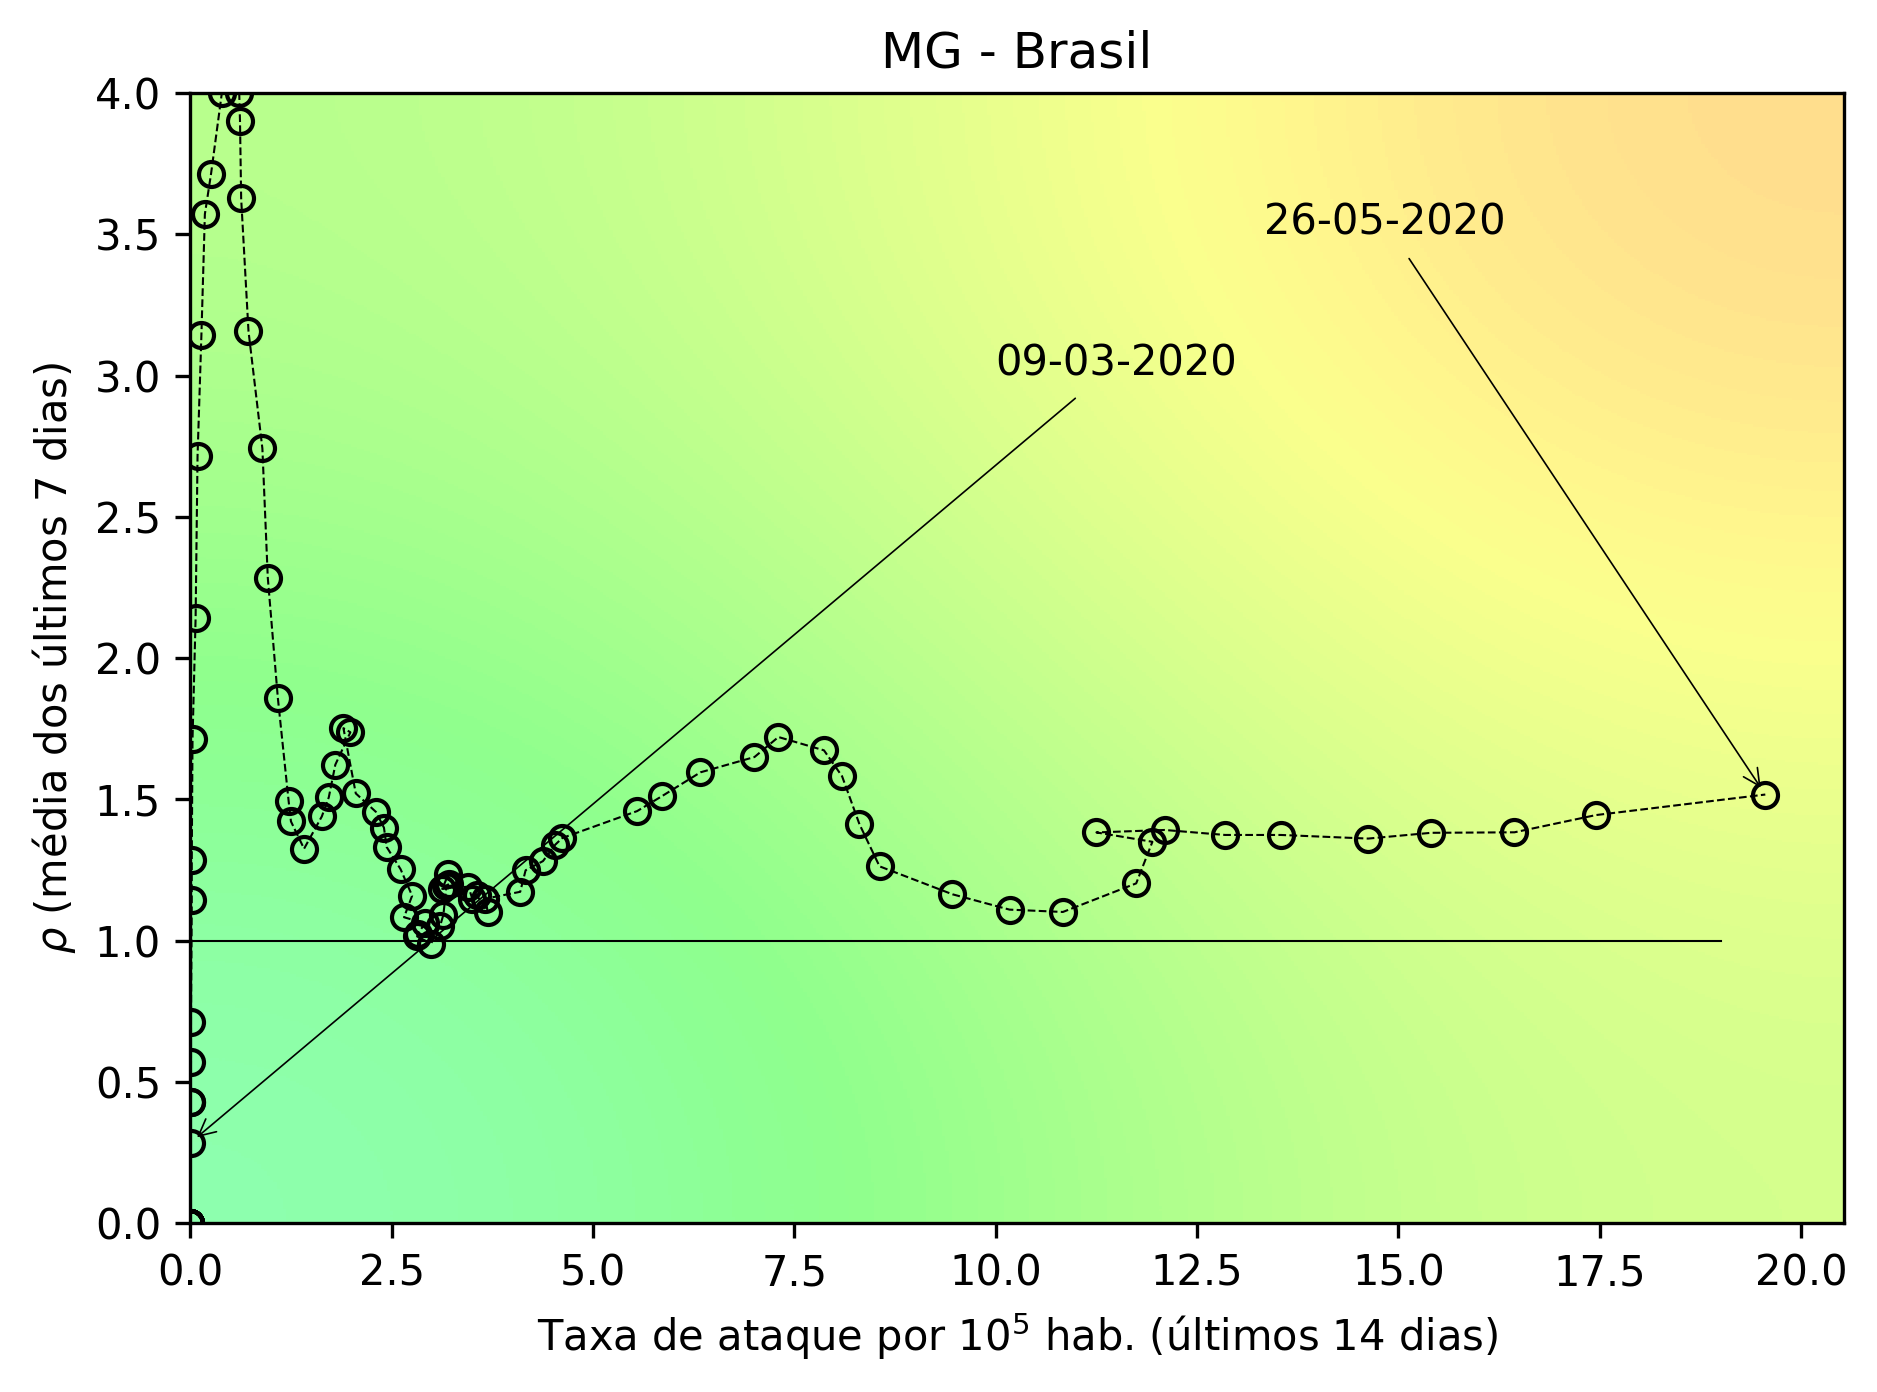 MG - Brasil
4.0
3.5
3.0
2.5
2.0
1.5
1.0
0.5
0.0
ρ (média dos últimos 7 dias)
26-05-2020
09-03-2020
0.0 2.5 5.0 7.5 10.0 12.5 15.0 17.5 20.0
Taxa de ataque por 10⁵ hab. (últimos 14 dias)